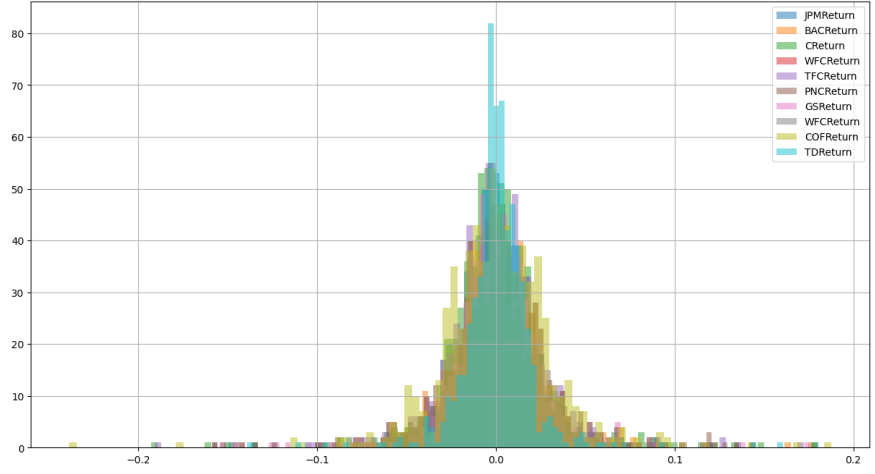 80
70
60
50
40
30
20
10
0
−0.2
−0.1
0.0
0.1
0.2
JPMReturn
BACReturn
CReturn
WFCReturn
TFCReturn
PNCReturn
GSReturn
WFCReturn
COFReturn
TDReturn